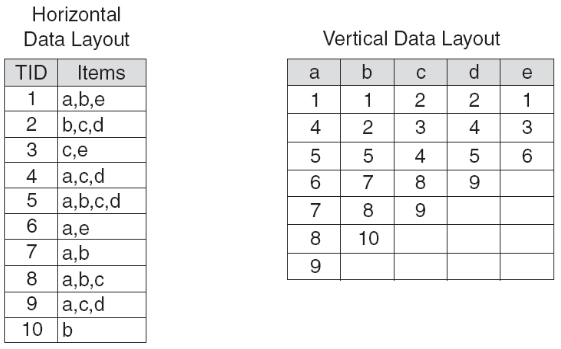 Horizontal
Data Layout
TID Items
1 a,b,e
2 b,c,d
3 c,e
4 a,c,d
5 a,b,c,d
6 a,e
7 a,b
8 a,b,c
9 a,c,d
10 b
Vertical Data Layout
a b c d e
1 1 2 2 1
4 2 3 4 3
5 5 4 5 6
6 7 8 9
7 8 9
8 10
9